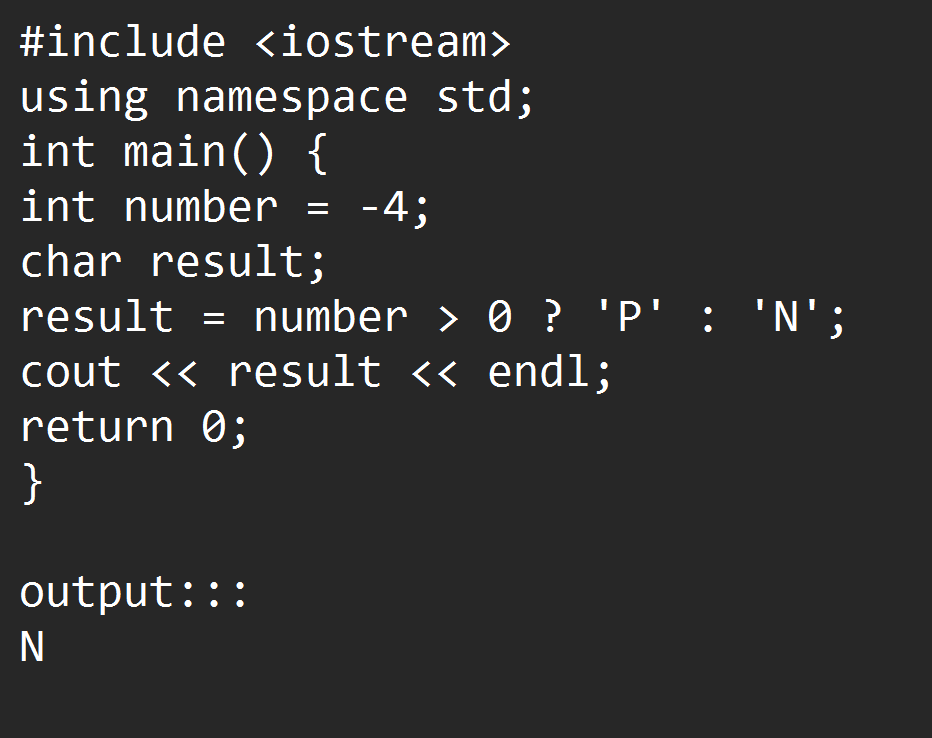 #include <iostream>
using namespace std;
int main() {
int number = -4;
char result;
result = number > 0 ? 'P' : 'N';
cout << result << endl;
return 0;
}
output:::
N